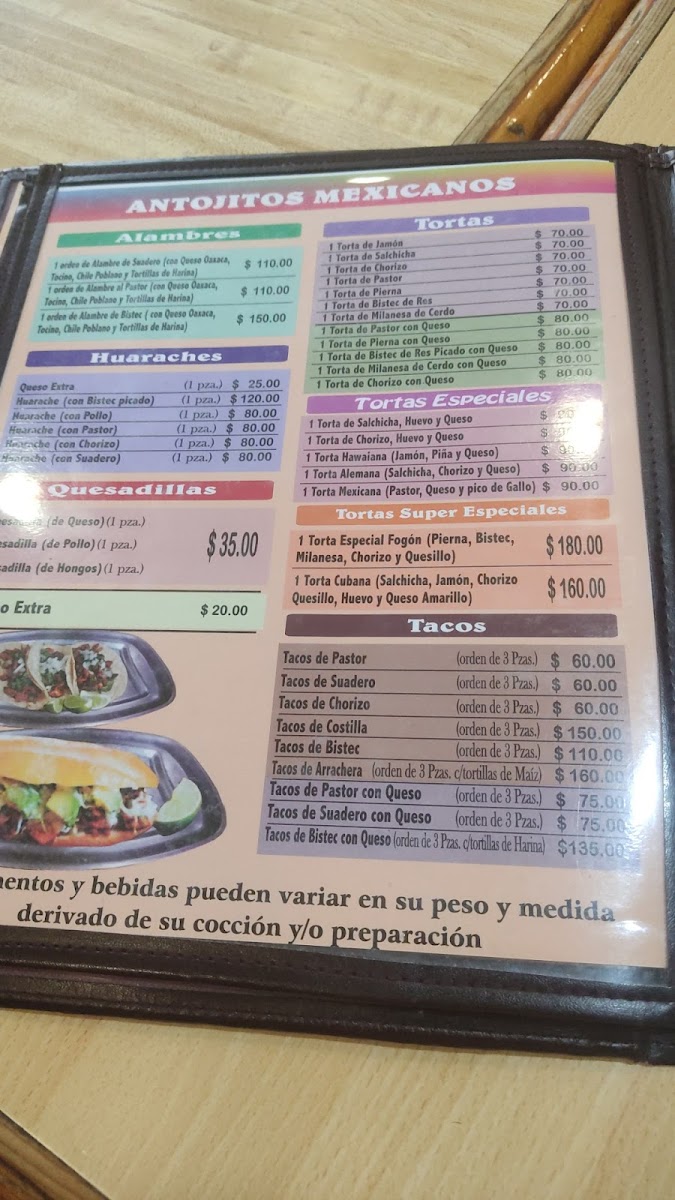 ANTOJITOS MEXICANOS
Alambres
1 orden de Alambre de Suadero (con Queso Oaxaca,
Tocino, Chile Poblano y Tortillas de Harina) $ 110.00
1 orden de Alambre al Pastor (con Queso Oaxaca,
Tocino, Chile Poblano y Tortillas de Harina) $ 110.00
1 orden de Alambre de Bistec ( con Queso Oaxaca,
Tocino, Chile Poblano y Tortillas de Harina) $ 150.00
Huaraches
Queso Extra (1 pza.) $ 25.00
Huarache (con Bistec picado) (1 pza.) $ 120.00
Huarache (con Pollo) (1 pza.) $ 80.00
Huarache (con Pastor) (1 pza.) $ 80.00
Huarache (con Chorizo) (1 pza.) $ 80.00
Huarache (con Suadero) (1 pza.) $ 80.00
Quesadillas
esadilla (de Queso) (1 pza.)
esadilla (de Pollo) (1 pza.)
sadilla (de Hongos) (1 pza.)
$ 35.00
o Extra $ 20.00
Tortas
1 Torta de Jamón $ 70.00
1 Torta de Salchicha $ 70.00
1 Torta de Chorizo $ 70.00
1 Torta de Pastor $ 70.00
1 Torta de Pierna $ 70.00
1 Torta de Bistec de Res $ 70.00
1 Torta de Milanesa de Cerdo $ 70.00
1 Torta de Pastor con Queso $ 80.00
1 Torta de Pierna con Queso $ 80.00
1 Torta de Bistec de Res Picado con Queso $ 80.00
1 Torta de Milanesa de Cerdo con Queso $ 80.00
1 Torta de Chorizo con Queso $ 80.00
Tortas Especiales
1 Torta de Salchicha, Huevo y Queso $
1 Torta de Chorizo, Huevo y Queso $
1 Torta Hawaiana (Jamón, Piña y Queso) $
1 Torta Alemana (Salchicha, Chorizo y Queso) $ 90.00
1 Torta Mexicana (Pastor, Queso y pico de Gallo) $ 90.00
Tortas Super Especiales
1 Torta Especial Fogón (Pierna, Bistec,
Milanesa, Chorizo y Quesillo) $ 180.00
1 Torta Cubana (Salchicha, Jamón, Chorizo
Quesillo, Huevo y Queso Amarillo) $ 160.00
Tacos
Tacos de Pastor (orden de 3 Pzas.) $ 60.00
Tacos de Suadero (orden de 3 Pzas.) $ 60.00
Tacos de Chorizo (orden de 3 Pzas.) $ 60.00
Tacos de Costilla (orden de 3 Pzas.) $ 150.00
Tacos de Bistec (orden de 3 Pzas.) $ 110.00
Tacos de Arrachera (orden de 3 Pzas. c/tortillas de Maíz) $ 160.00
Tacos de Pastor con Queso (orden de 3 Pzas.) $ 75.00
Tacos de Suadero con Queso (orden de 3 Pzas.) $ 75.00
Tacos de Bistec con Queso (orden de 3 Pzas. c/tortillas de Harina) $135.00
mentos y bebidas pueden variar en su peso y medida
derivado de su cocción y/o preparación